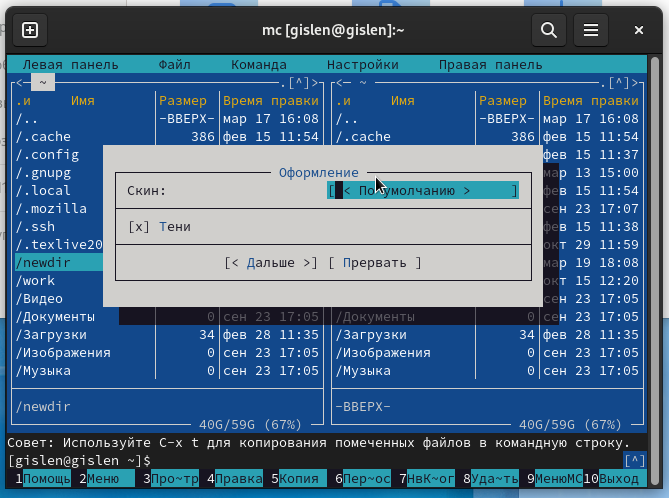 mc [gislen@gislen]:~
Левая панель Файл Команда Настройки Правая панель
<─ ~ .[^]> <─ ~ .[^]>
.и Имя Размер Время правки .и Имя Размер Время правки
/.. -ВВЕРХ- мар 17 16:08 /.. -ВВЕРХ- мар 17 16:08
/.cache 386 фев 15 11:54 /.cache 386 фев 15 11:54
/.config фев 15 11:37
/.gnupg мар 13 15:00
/.local фев 15 11:54
/.mozilla сен 23 17:07
/.ssh фев 15 11:38
/.texlive20 окт 29 11:59
/newdir мар 19 18:08
/work окт 15 12:20
/Видео сен 23 17:05
Оформление
Скин: [ < По умолчанию > ]
[x] Тени
[< Дальше >] [ Прервать ]
/Документы 0 сен 23 17:05 /Документы 0 сен 23 17:05
/Загрузки 34 фев 28 11:35 /Загрузки 34 фев 28 11:35
/Изображения 0 сен 23 17:05 /Изображения 0 сен 23 17:05
/Музыка 0 сен 23 17:05 /Музыка 0 сен 23 17:05
/newdir -ВВЕРХ-
40G/59G (67%) 40G/59G (67%)
Совет: Используйте C-x t для копирования помеченных файлов в командную строку.
[gislen@gislen ~]$ [^]
1Помощь 2Меню 3Про~тр 4Правка 5Копия 6Пер~ос 7НвК~ог 8Уда~ть 9МенюMC 10Выход